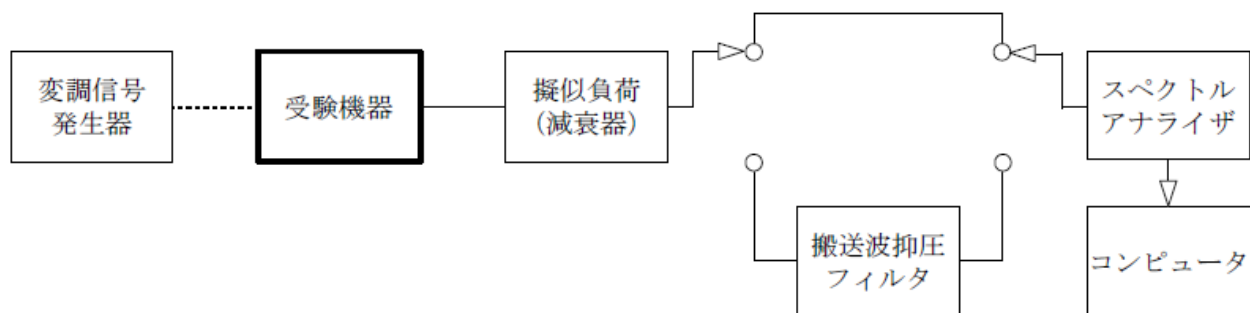 変調信号
発生器
受験機器
擬似負荷
(減衰器)
スペクトル
アナライザ
搬送波抑圧
フィルタ
コンピュータ